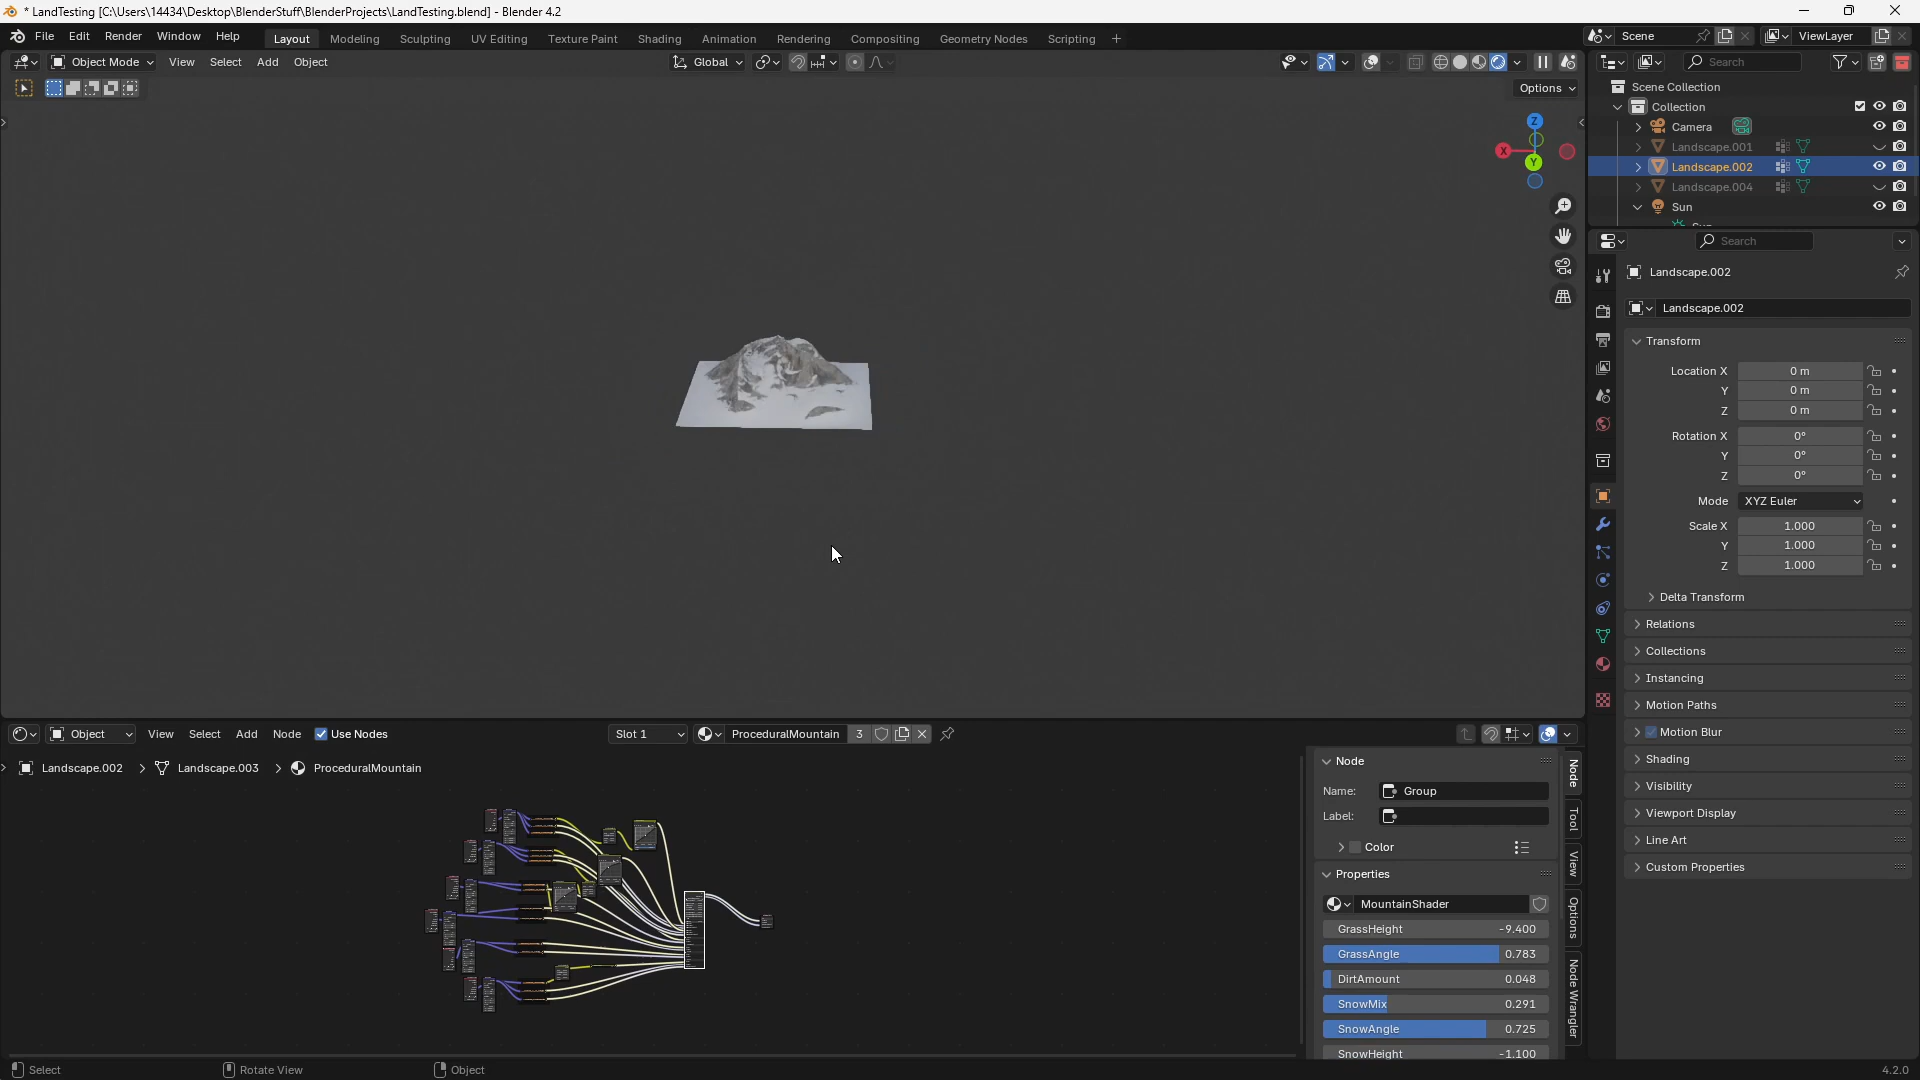 * LandTesting [C:\Users\14434\Desktop\BlenderStuff\BlenderProjects\LandTesting.blend] - Blender 4.2
File Edit Render Window Help Layout Modeling Sculpting UV Editing Texture Paint Shading Animation Rendering Compositing Geometry Nodes Scripting + Scene ViewLayer
Object Mode View Select Add Object Global Search
Options
Scene Collection
Collection
Camera
Landscape.001
Landscape.002
Landscape.004
Sun
X Y Z
Search
Landscape.002
Landscape.002
Transform
Location X 0 m
Y 0 m
Z 0 m
Rotation X 0°
Y 0°
Z 0°
Mode XYZ Euler
Scale X 1.000
Y 1.000
Z 1.000
Delta Transform
Relations
Collections
Instancing
Motion Paths
Motion Blur
Shading
Visibility
Viewport Display
Line Art
Custom Properties
Object View Select Add Node Use Nodes Slot 1 ProceduralMountain 3
Landscape.002 > Landscape.003 > ProceduralMountain
Node
Name: Group
Label:
Color
Properties
MountainShader
GrassHeight -9.400
GrassAngle 0.783
DirtAmount 0.048
SnowMix 0.291
SnowAngle 0.725
SnowHeight -1.100
Node
Tool
View
Options
Node Wrangler
Select Rotate View Object 4.2.0